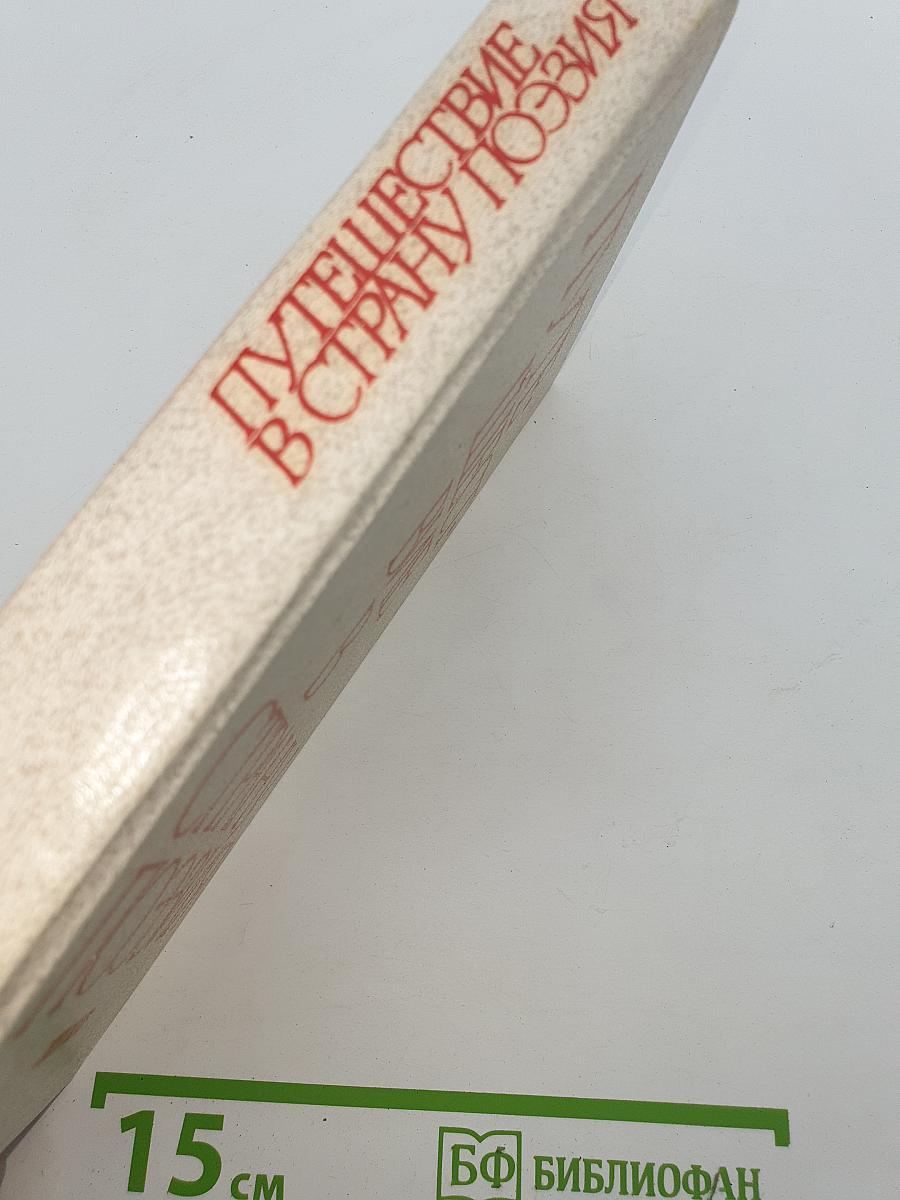 ПУТЕШЕСТВИЕ
В СТРАНУ ПОЭЗИЯ
15 см
БФ БИБЛИОФАН